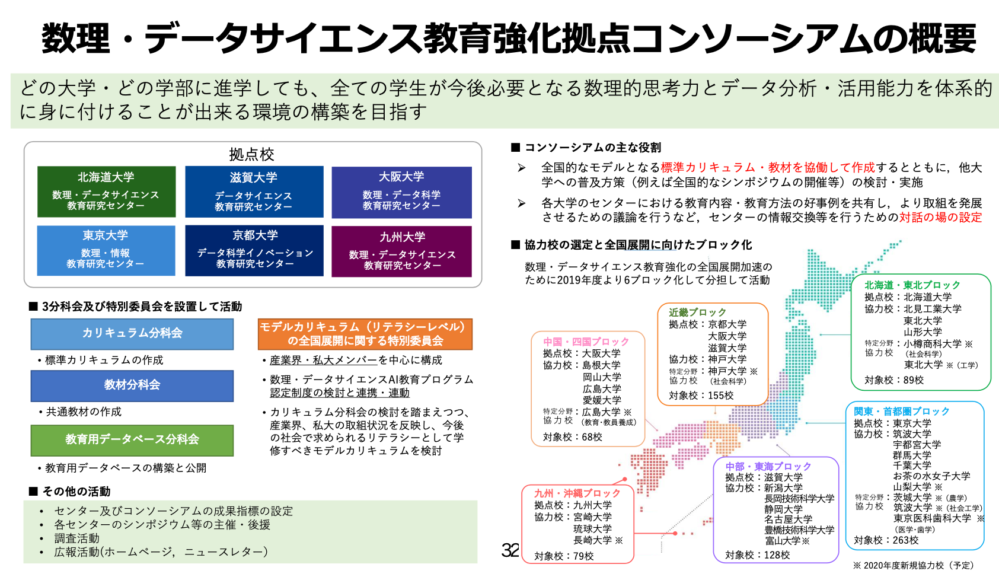 数理・データサイエンス教育強化拠点コンソーシアムの概要
どの大学・どの学部に進学しても、全ての学生が今後必要となる数理的思考力とデータ分析・活用能力を体系的
に身に付けることが出来る環境の構築を目指す
拠点校
北海道大学
数理・データサイエンス
教育研究センター
滋賀大学
データサイエンス
教育研究センター
大阪大学
数理・データ科学
教育研究センター
東京大学
数理・情報
教育研究センター
京都大学
データ科学イノベーション
教育研究センター
九州大学
数理・データサイエンス
教育研究センター
■ 3分科会及び特別委員会を設置して活動
カリキュラム分科会
・標準カリキュラムの作成
教材分科会
・共通教材の作成
教育用データベース分科会
・教育用データベースの構築と公開
モデルカリキュラム（リテラシーレベル）
の全国展開に関する特別委員会
・産業界・私大メンバーを中心に構成
・数理・データサイエンスAI教育プログラム
認定制度の検討と連携・連動
・カリキュラム分科会の検討を踏まえつつ、
産業界、私大の取組状況を反映し、今後
の社会で求められるリテラシーとして学
修すべきモデルカリキュラムを検討
■ その他の活動
• センター及びコンソーシアムの成果指標の設定
• 各センターのシンポジウム等の主催・後援
• 調査活動
• 広報活動(ホームページ，ニュースレター）
■ コンソーシアムの主な役割
➢ 全国的なモデルとなる標準カリキュラム・教材を協働して作成するとともに，他大
学への普及方策（例えば全国的なシンポジウムの開催等）の検討・実施
➢ 各大学のセンターにおける教育内容・教育方法の好事例を共有し，より取組を発展
させるための議論を行うなど，センターの情報交換等を行うための対話の場の設定
■ 協力校の選定と全国展開に向けたブロック化
数理・データサイエンス教育強化の全国展開加速の
ために2019年度より6ブロック化して分担して活動
北海道・東北ブロック
拠点校：北海道大学
協力校：北見工業大学
東北大学
山形大学
特定分野
協力校：小樽商科大学 ※
（社会科学）
東北大学 ※（工学）
対象校：89校
近畿ブロック
拠点校：京都大学
大阪大学
滋賀大学
協力校：神戸大学
特定分野
協力校：神戸大学 ※
（社会科学）
対象校：155校
中国・四国ブロック
拠点校：大阪大学
協力校：島根大学
岡山大学
広島大学
愛媛大学
特定分野
協力校：広島大学 ※
（教育・教員養成）
対象校：68校
関東・首都圏ブロック
拠点校：東京大学
協力校：筑波大学
宇都宮大学
群馬大学
千葉大学
お茶の水女子大学
山梨大学 ※
特定分野
協力校：茨城大学 ※（農学）
筑波大学 ※（社会工学）
東京医科歯科大学 ※
（医学・歯学）
対象校：263校
中部・東海ブロック
拠点校：滋賀大学
協力校：新潟大学
長岡技術科学大学
静岡大学
名古屋大学
豊橋技術科学大学
富山大学※
対象校：128校
九州・沖縄ブロック
拠点校：九州大学
協力校：宮崎大学
琉球大学
長崎大学 ※
対象校：79校
32
※ 2020年度新規協力校（予定）